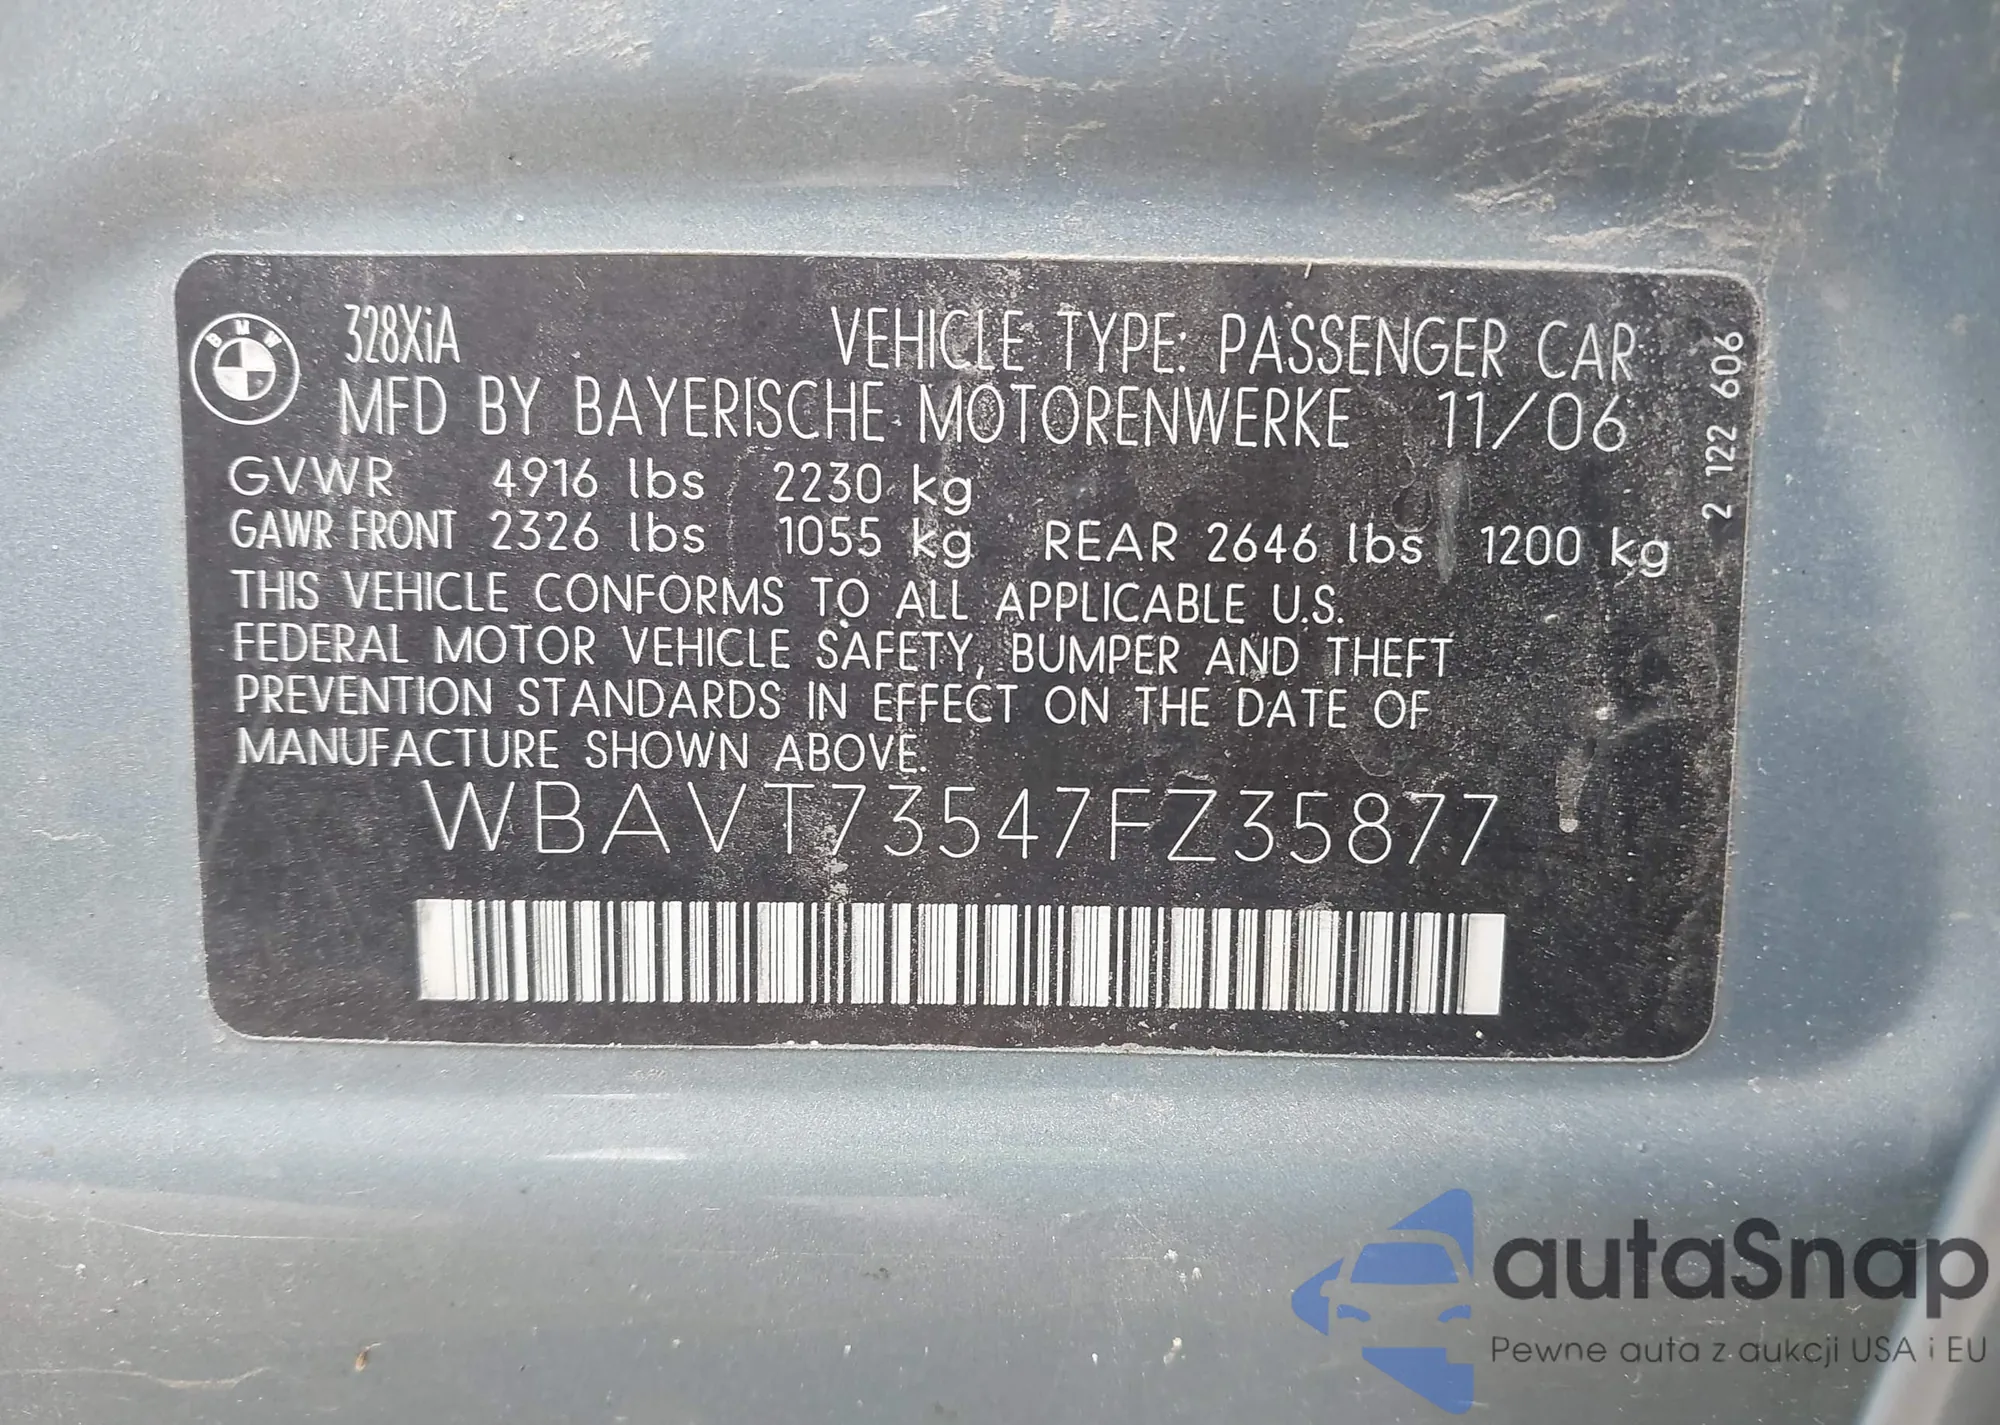 BMW
328XiA VEHICLE TYPE: PASSENGER CAR
MFD BY BAYERISCHE MOTORENWERKE 11/06
GVWR 4916 lbs 2230 kg
GAWR FRONT 2326 lbs 1055 kg REAR 2646 lbs 1200 kg
THIS VEHICLE CONFORMS TO ALL APPLICABLE U.S.
FEDERAL MOTOR VEHICLE SAFETY, BUMPER AND THEFT
PREVENTION STANDARDS IN EFFECT ON THE DATE OF
MANUFACTURE SHOWN ABOVE.
WBAVT73547FZ35877
2 122 606
autaSnap
Pewne auta z aukcji USA i EU